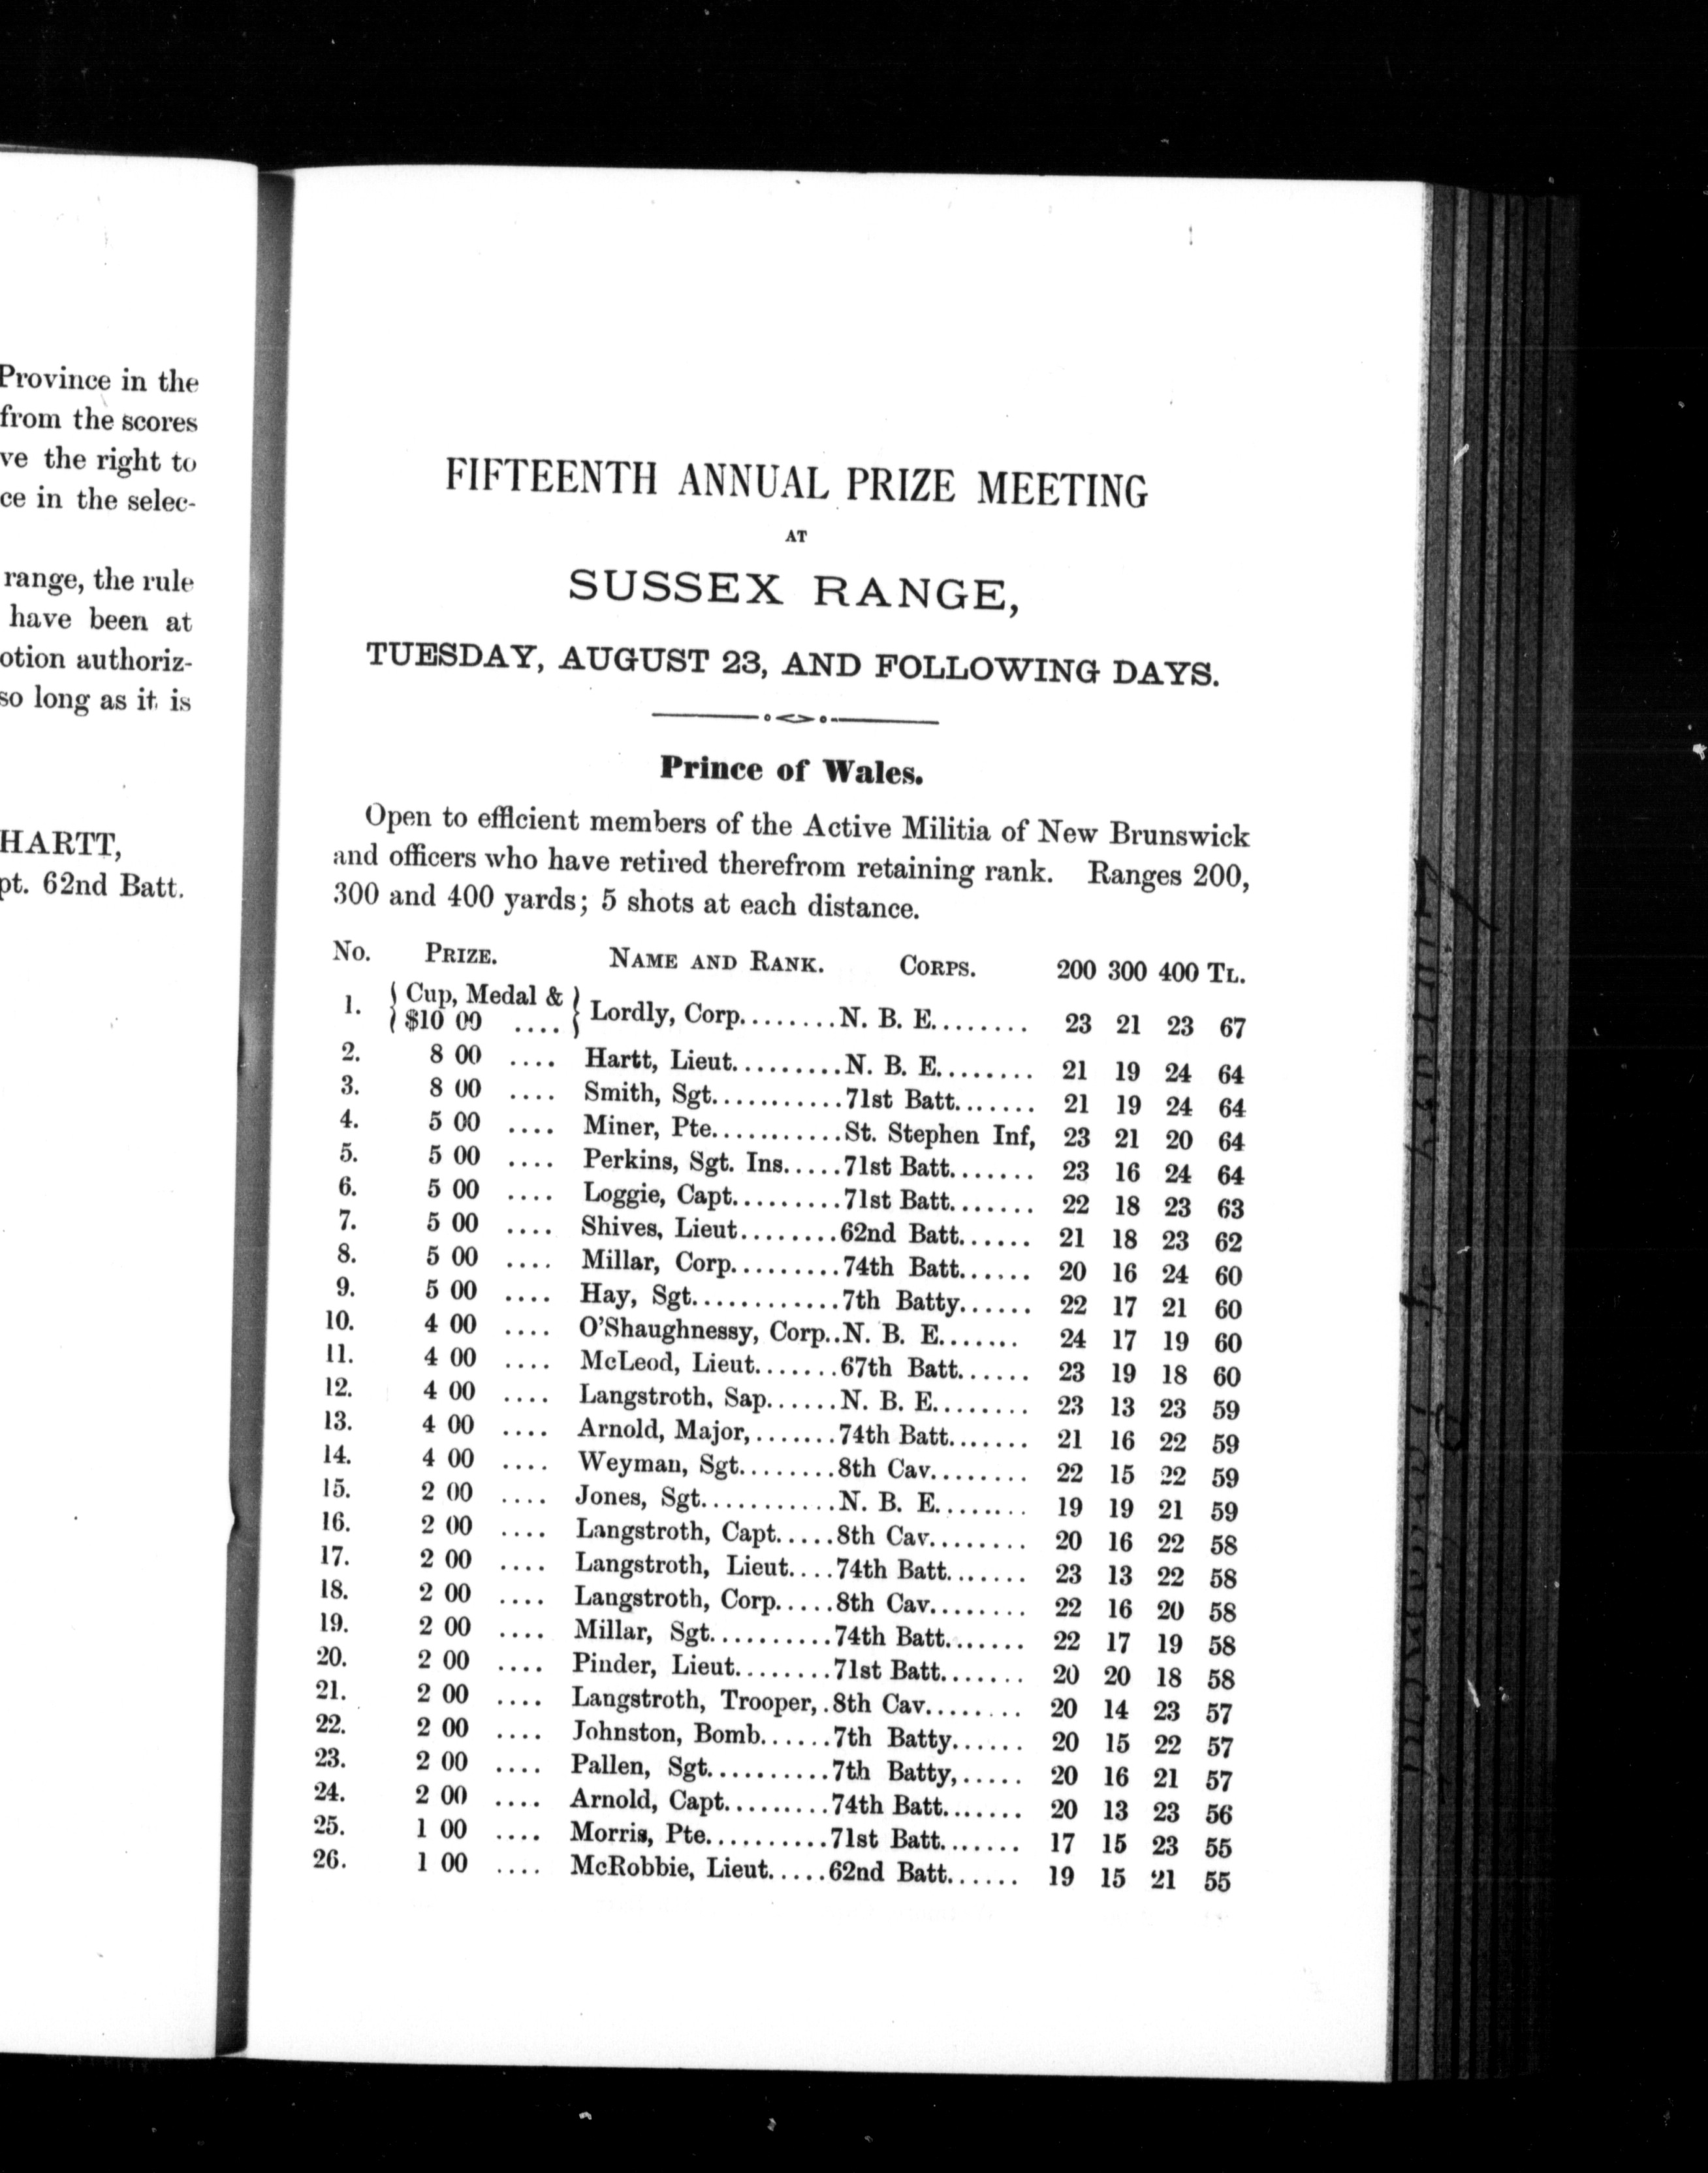 Province in the
from the scores
ve the right to
ce in the selec-
range, the rule
have been at
otion authoriz-
so long as it is
HARTT,
pt. 62nd Batt.
FIFTEENTH ANNUAL PRIZE MEETING
AT
SUSSEX RANGE,
TUESDAY, AUGUST 23, AND FOLLOWING DAYS.
Prince of Wales.
Open to efficient members of the Active Militia of New Brunswick
and officers who have retired therefrom retaining rank. Ranges 200,
300 and 400 yards; 5 shots at each distance.
No. PRIZE. NAME AND RANK. CORPS. 200 300 400 TL.
1. { Cup, Medal & $10 00 .... } Lordly, Corp........N. B. E........ 23 21 23 67
2. 8 00 .... Hartt, Lieut.........N. B. E........ 21 19 24 64
3. 8 00 .... Smith, Sgt...........71st Batt....... 21 19 24 64
4. 5 00 .... Miner, Pte...........St. Stephen Inf, 23 21 20 64
5. 5 00 .... Perkins, Sgt. Ins.....71st Batt....... 23 16 24 64
6. 5 00 .... Loggie, Capt.........71st Batt....... 22 18 23 63
7. 5 00 .... Shives, Lieut........62nd Batt...... 21 18 23 62
8. 5 00 .... Millar, Corp.........74th Batt...... 20 16 24 60
9. 5 00 .... Hay, Sgt............7th Batty...... 22 17 21 60
10. 4 00 .... O'Shaughnessy, Corp..N. B. E....... 24 17 19 60
11. 4 00 .... McLeod, Lieut.......67th Batt...... 23 19 18 60
12. 4 00 .... Langstroth, Sap......N. B. E........ 23 13 23 59
13. 4 00 .... Arnold, Major,.......74th Batt....... 21 16 22 59
14. 4 00 .... Weyman, Sgt........8th Cav........ 22 15 22 59
15. 2 00 .... Jones, Sgt...........N. B. E........ 19 19 21 59
16. 2 00 .... Langstroth, Capt.....8th Cav........ 20 16 22 58
17. 2 00 .... Langstroth, Lieut....74th Batt....... 23 13 22 58
18. 2 00 .... Langstroth, Corp.....8th Cav........ 22 16 20 58
19. 2 00 .... Millar, Sgt..........74th Batt....... 22 17 19 58
20. 2 00 .... Pinder, Lieut........71st Batt....... 20 20 18 58
21. 2 00 .... Langstroth, Trooper,.8th Cav........ 20 14 23 57
22. 2 00 .... Johnston, Bomb......7th Batty...... 20 15 22 57
23. 2 00 .... Pallen, Sgt..........7th Batty,..... 20 16 21 57
24. 2 00 .... Arnold, Capt.........74th Batt....... 20 13 23 56
25. 1 00 .... Morris, Pte..........71st Batt....... 17 15 23 55
26. 1 00 .... McRobbie, Lieut.....62nd Batt...... 19 15 21 55